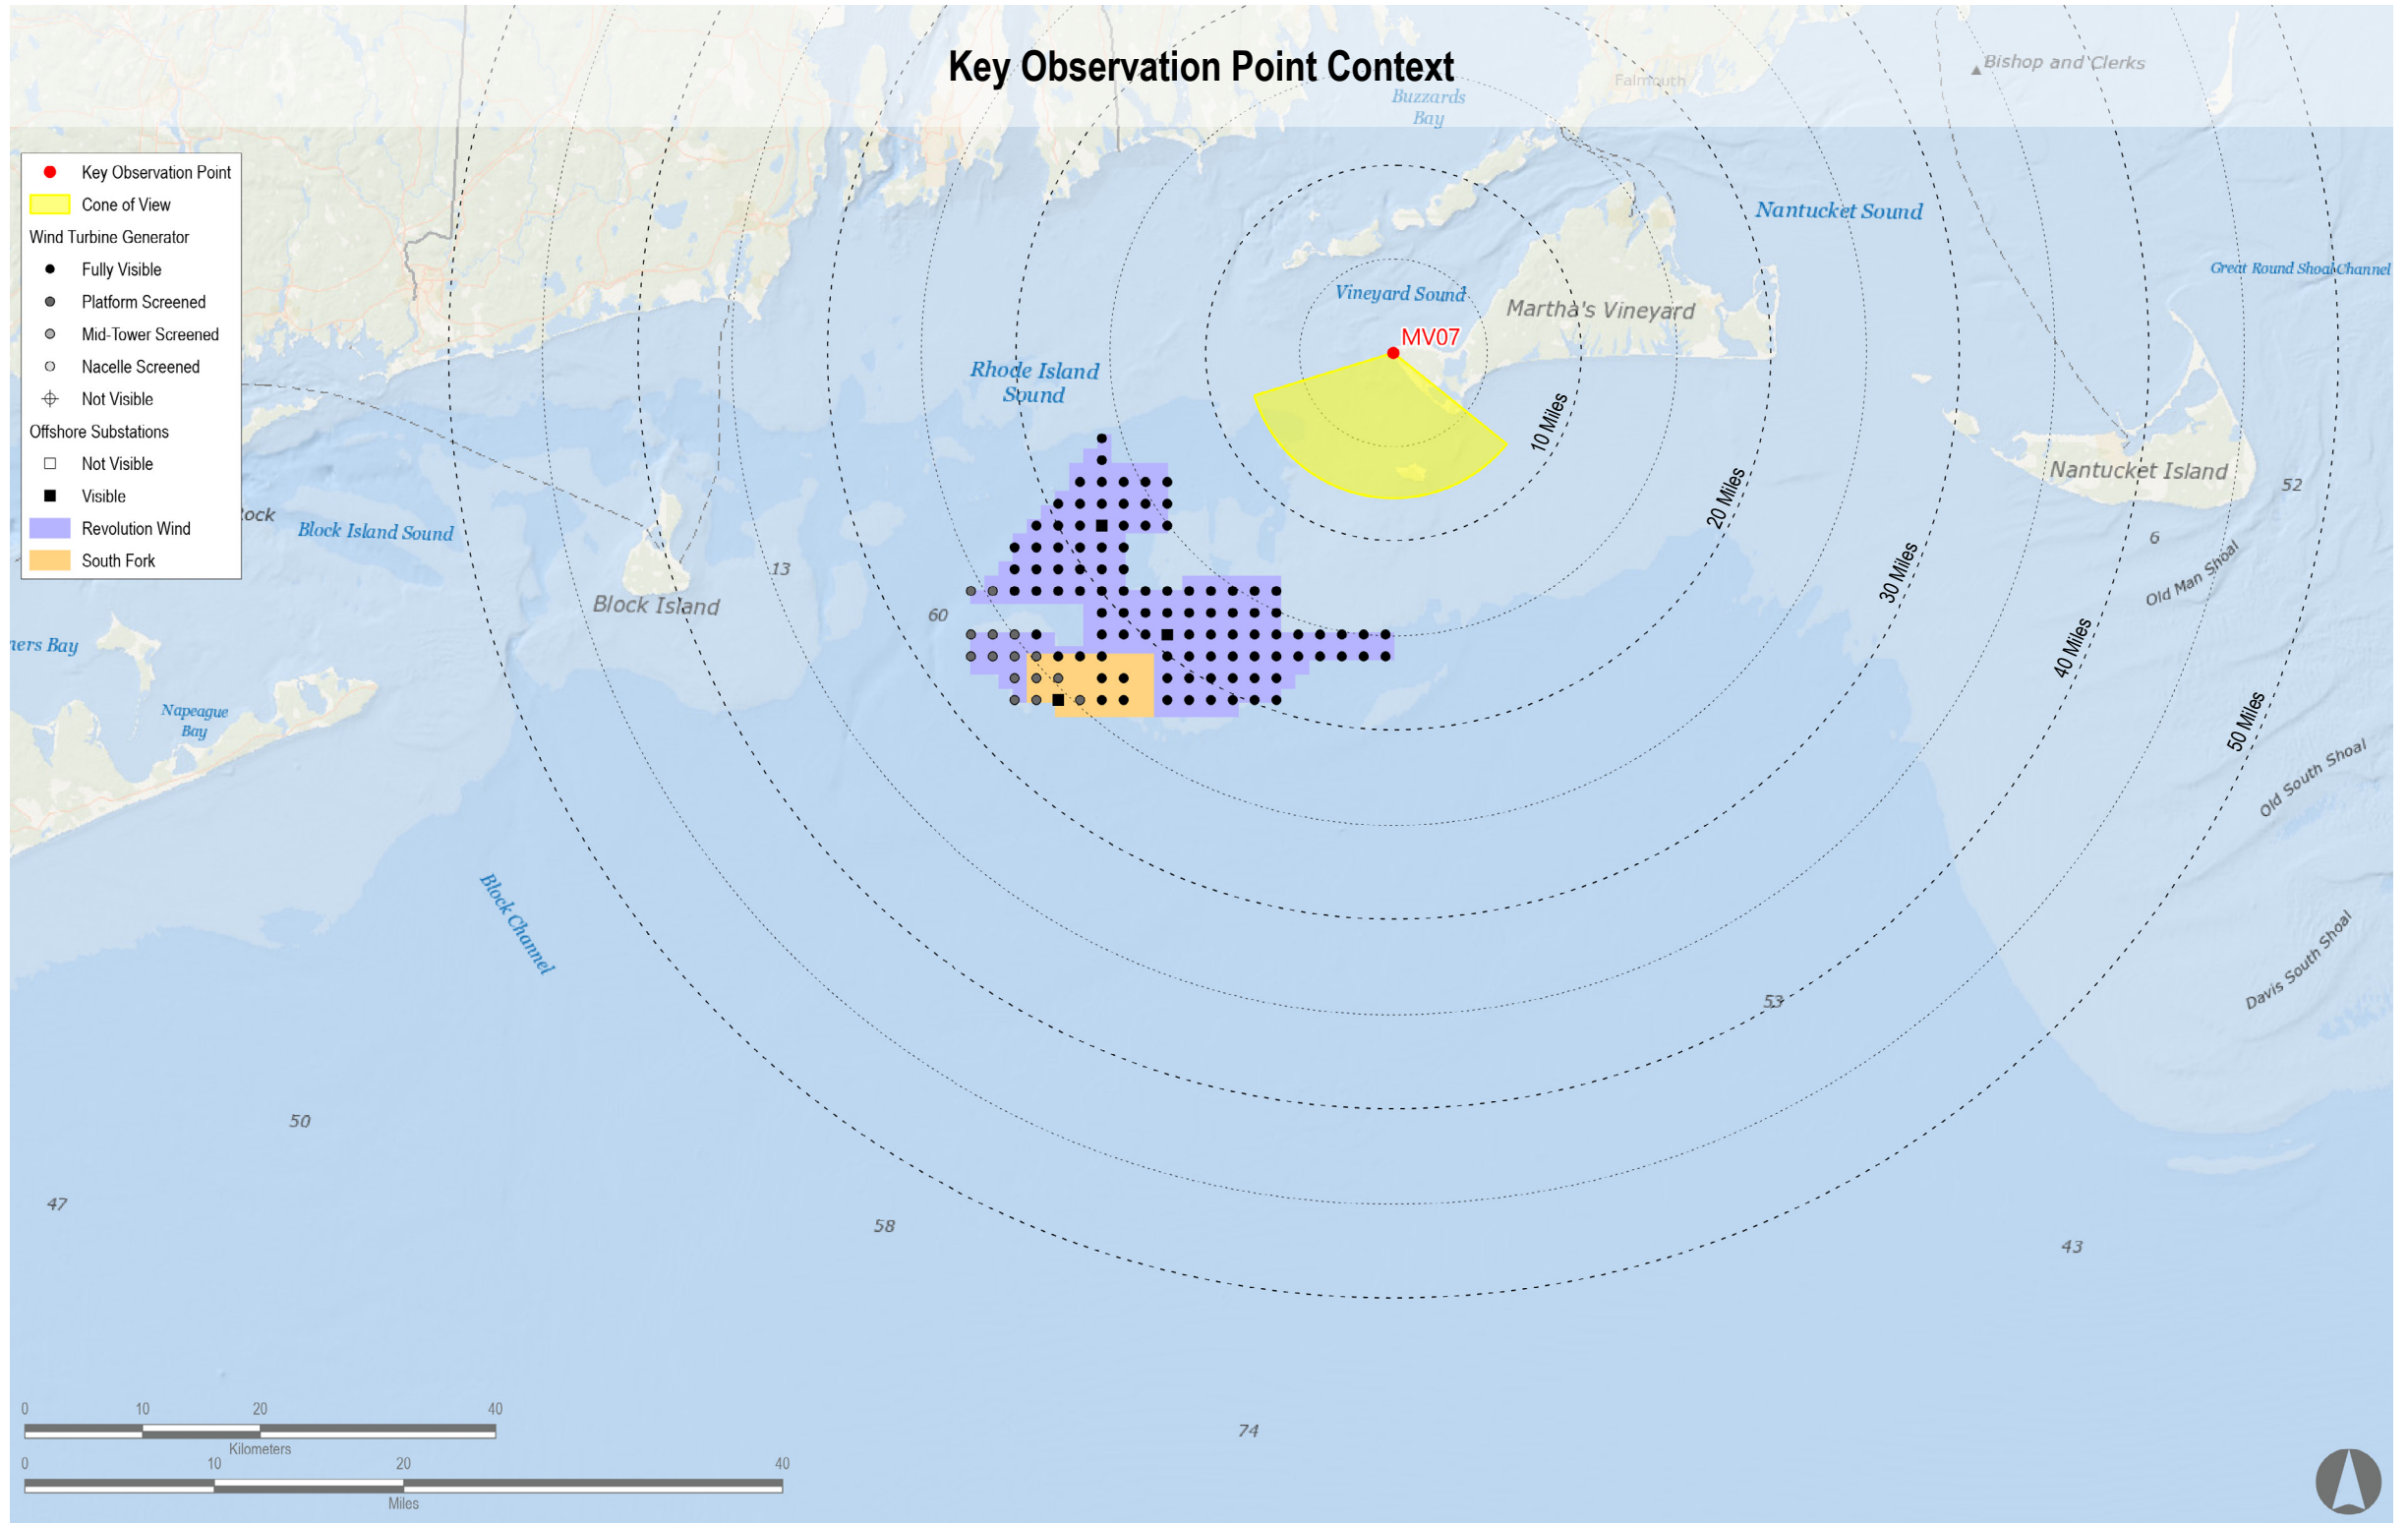 Key Observation Point Context
Bishop and Clerks
Falmouth
Buzzards
Bay
Key Observation Point
Cone of View
Wind Turbine Generator
Fully Visible
Platform Screened
Mid-Tower Screened
Nacelle Screened
Not Visible
Offshore Substations
Not Visible
Visible
Revolution Wind
South Fork
Nantucket Sound
Great Round Shoal Channel
Vineyard Sound
Martha's Vineyard
MV07
Rhode Island
Sound
10 Miles
20 Miles
30 Miles
40 Miles
50 Miles
Nantucket Island
52
6
Old Man Shoal
ock
Block Island Sound
13
Block Island
60
ners Bay
Napeague
Bay
Old South Shoal
Block Channel
Davis South Shoal
53
50
47
58
43
74
0 10 20 40
Kilometers
0 10 20 40
Miles